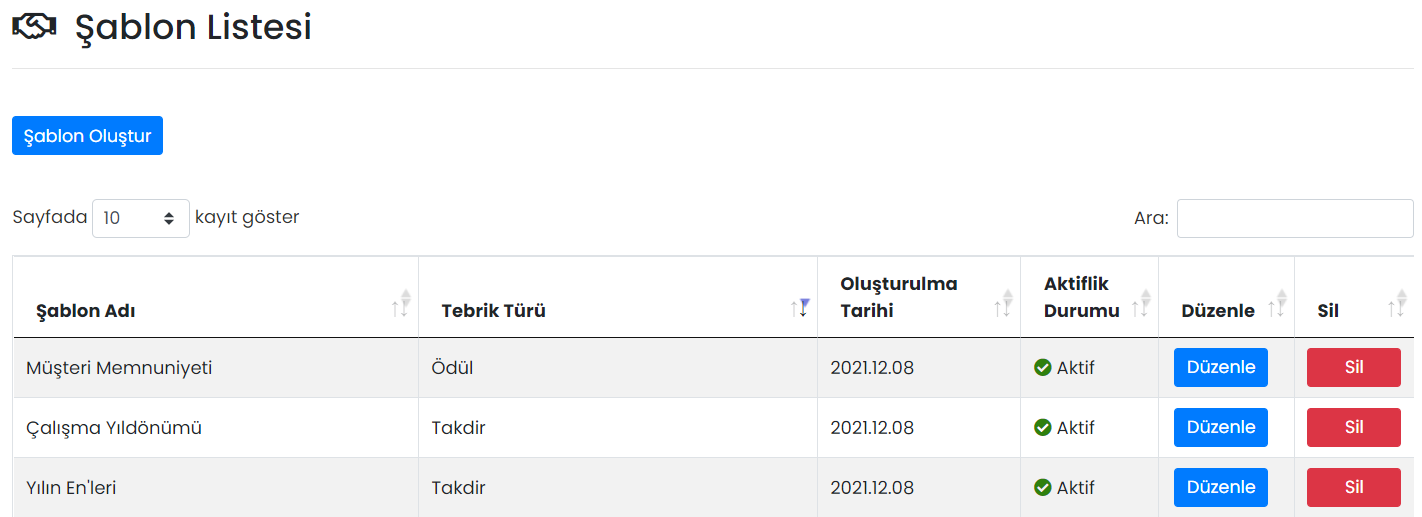 Şablon Listesi
Şablon Oluştur
Sayfada 10 kayıt göster Ara:
Şablon Adı Tebrik Türü Oluşturulma Tarihi Aktiflik Durumu Düzenle Sil
Müşteri Memnuniyeti Ödül 2021.12.08 Aktif Düzenle Sil
Çalışma Yıldönümü Takdir 2021.12.08 Aktif Düzenle Sil
Yılın En'leri Takdir 2021.12.08 Aktif Düzenle Sil